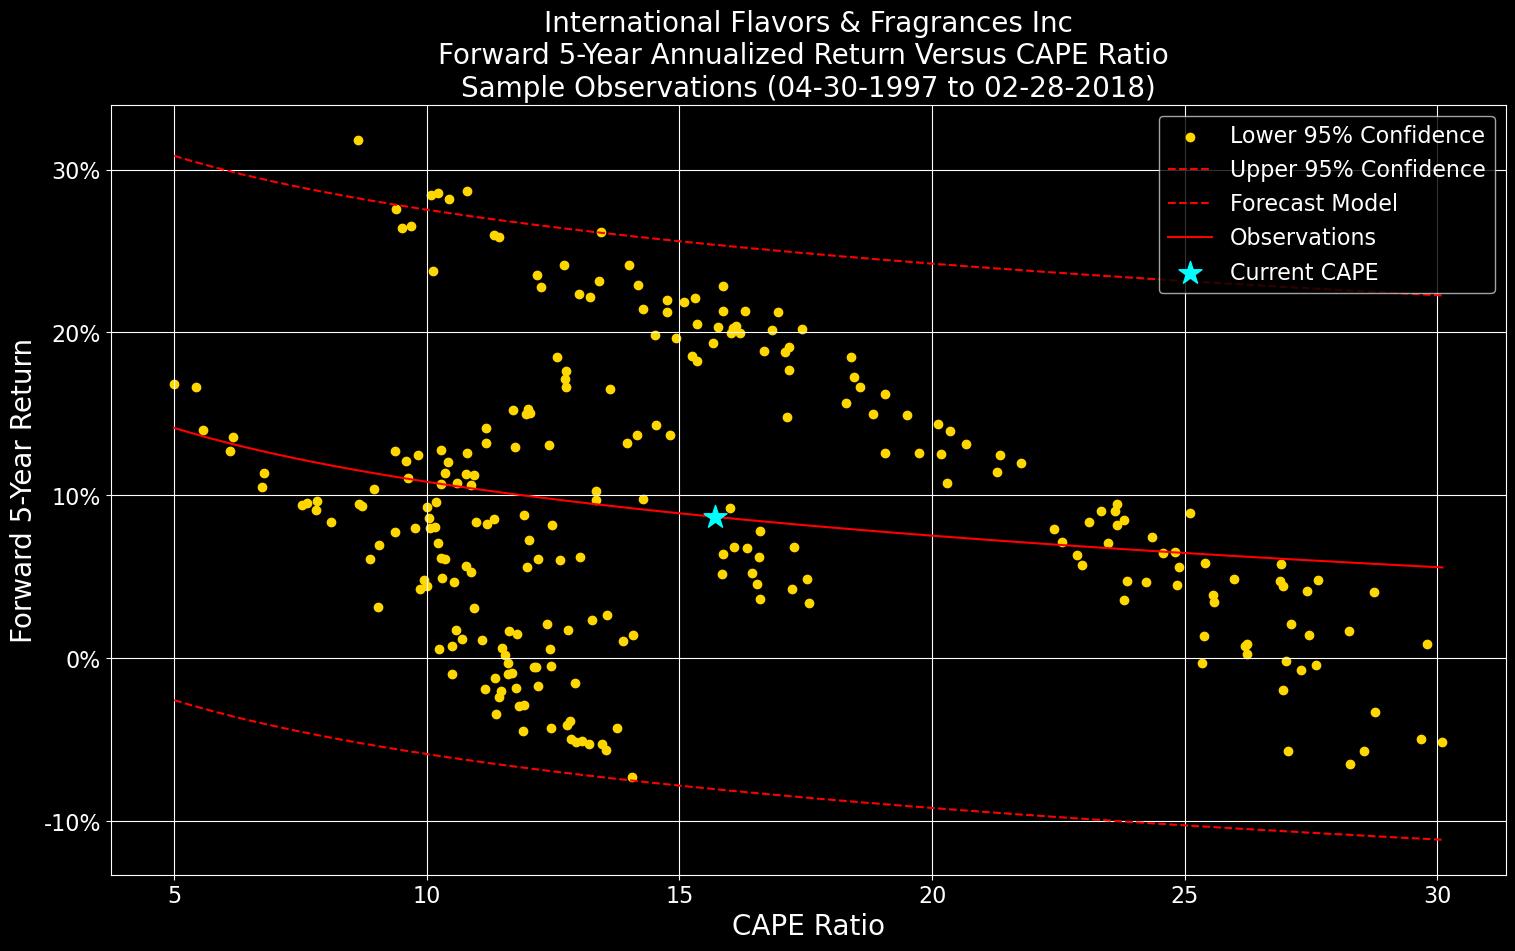 International Flavors & Fragrances Inc
Forward 5-Year Annualized Return Versus CAPE Ratio
Sample Observations (04-30-1997 to 02-28-2018)
Lower 95% Confidence
Upper 95% Confidence
Forecast Model
Observations
Current CAPE
Forward 5-Year Return
30%
20%
10%
0%
-10%
5
10
15
20
25
30
CAPE Ratio